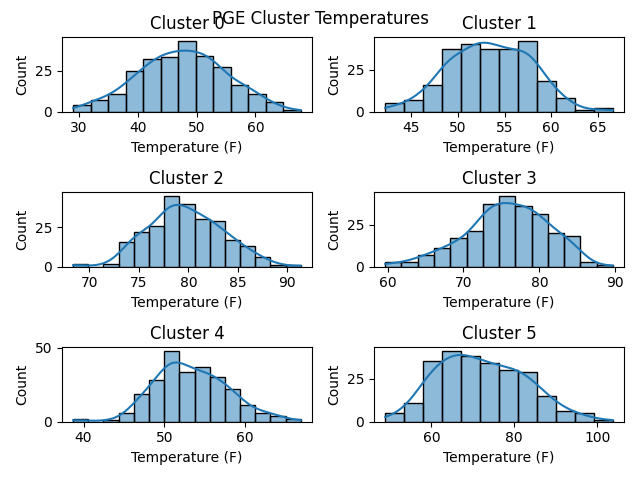 PGE Cluster Temperatures
Cluster 0
Cluster 1
Count
25
0
30 40 50 60
Temperature (F)
Count
25
0
45 50 55 60 65
Temperature (F)
Cluster 2
Cluster 3
Count
25
0
70 75 80 85 90
Temperature (F)
Count
25
0
60 70 80 90
Temperature (F)
Cluster 4
Cluster 5
Count
50
0
40 50 60
Temperature (F)
Count
25
0
60 80 100
Temperature (F)